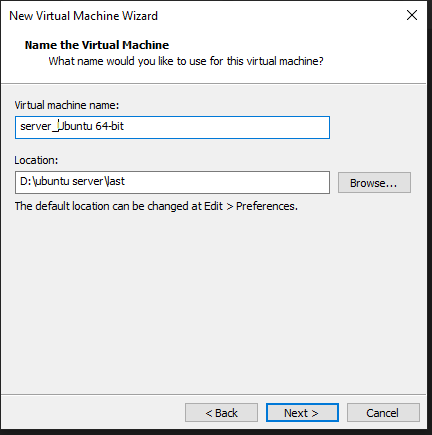 New Virtual Machine Wizard
Name the Virtual Machine
What name would you like to use for this virtual machine?
Virtual machine name:
server_Ubuntu 64-bit
Location:
D:\ubuntu server\last
Browse...
The default location can be changed at Edit > Preferences.
< Back
Next >
Cancel